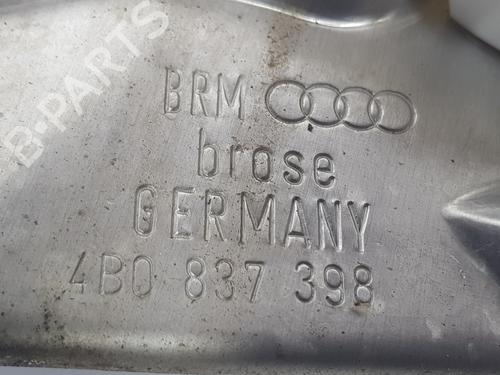 B-PARTS
BRM
brose
GERMANY
4B0 837 398